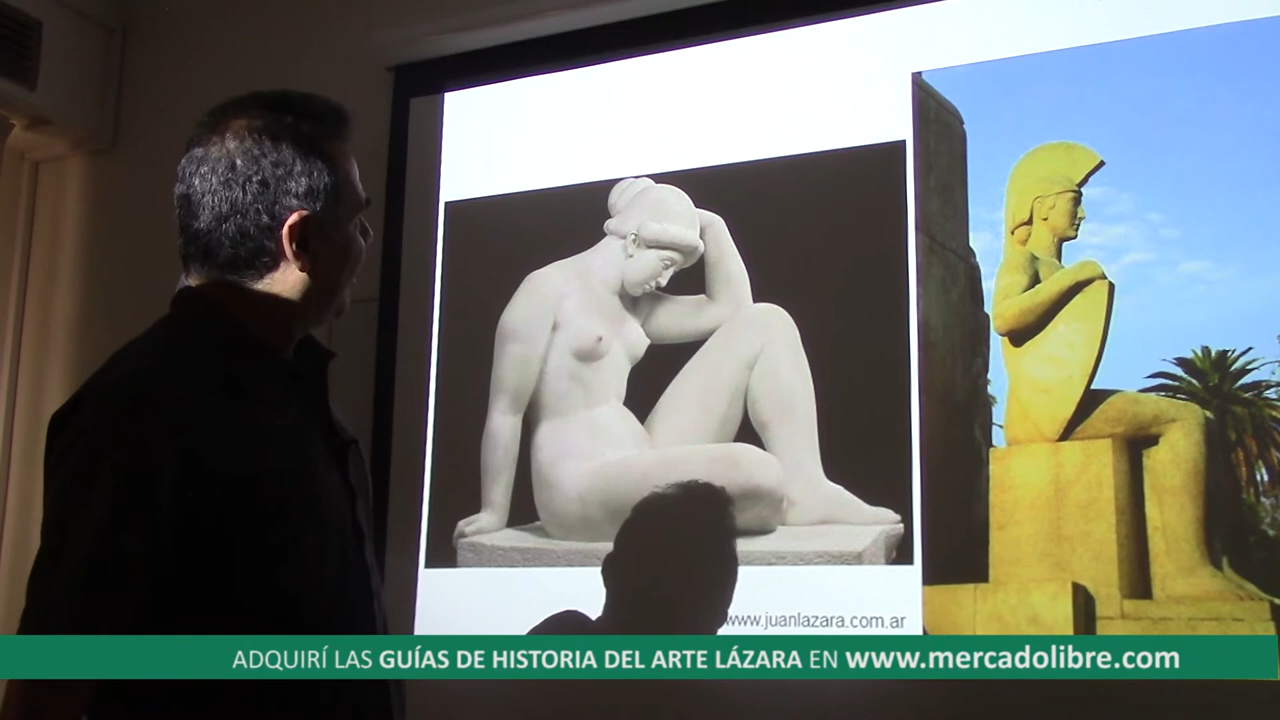 www.juanlazara.com.ar
ADQUIRÍ LAS GUÍAS DE HISTORIA DEL ARTE LÁZARA EN www.mercadolibre.com